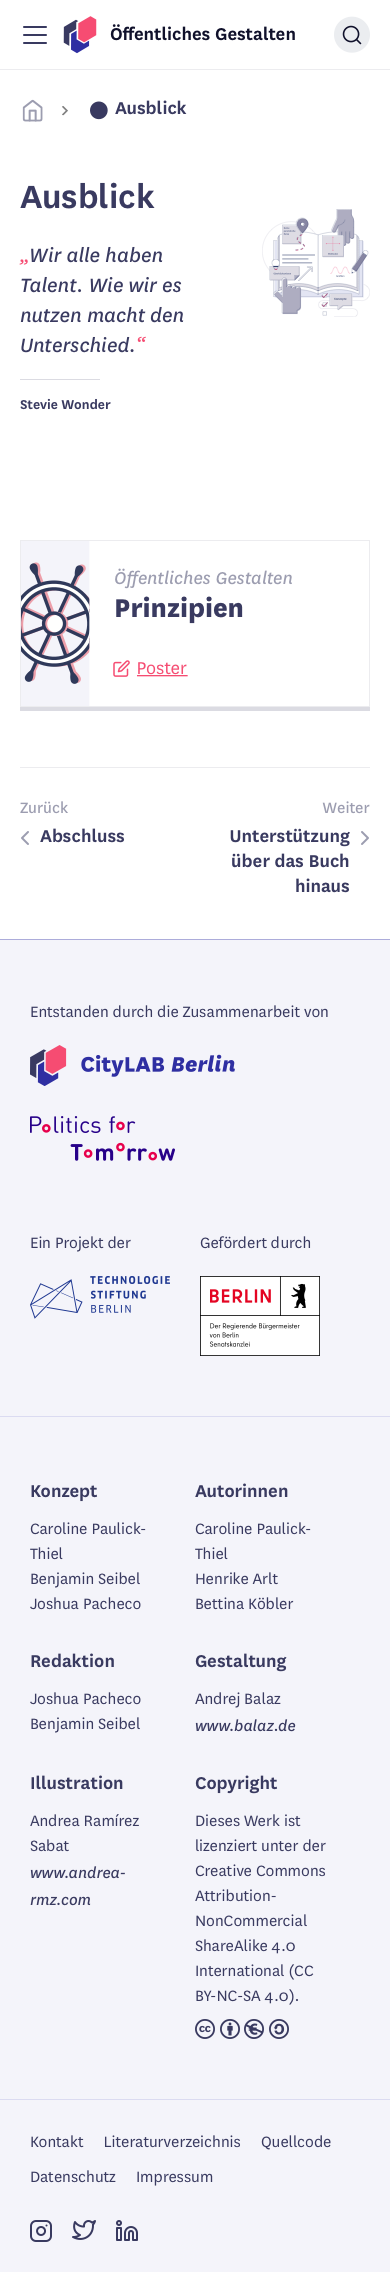 Öffentliches Gestalten
Ausblick
Ausblick
„Wir alle haben
Talent. Wie wir es
nutzen macht den
Unterschied.“
Stevie Wonder
Öffentliches Gestalten
Prinzipien
Poster
Zurück
Weiter
Abschluss
Unterstützung
über das Buch
hinaus
Entstanden durch die Zusammenarbeit von
CityLAB Berlin
Politics for
Tomorrow
Ein Projekt der
Gefördert durch
TECHNOLOGIE
STIFTUNG
BERLIN
BERLIN
Der Regierende Bürgermeister
von Berlin
Senatskanzlei
Konzept
Caroline Paulick-
Thiel
Benjamin Seibel
Joshua Pacheco
Autorinnen
Caroline Paulick-
Thiel
Henrike Arlt
Bettina Köbler
Redaktion
Joshua Pacheco
Benjamin Seibel
Gestaltung
Andrej Balaz
www.balaz.de
Illustration
Andrea Ramírez
Sabat
www.andrea-
rmz.com
Copyright
Dieses Werk ist
lizenziert unter der
Creative Commons
Attribution-
NonCommercial
ShareAlike 4.0
International (CC
BY-NC-SA 4.0).
Kontakt Literaturverzeichnis Quellcode
Datenschutz Impressum